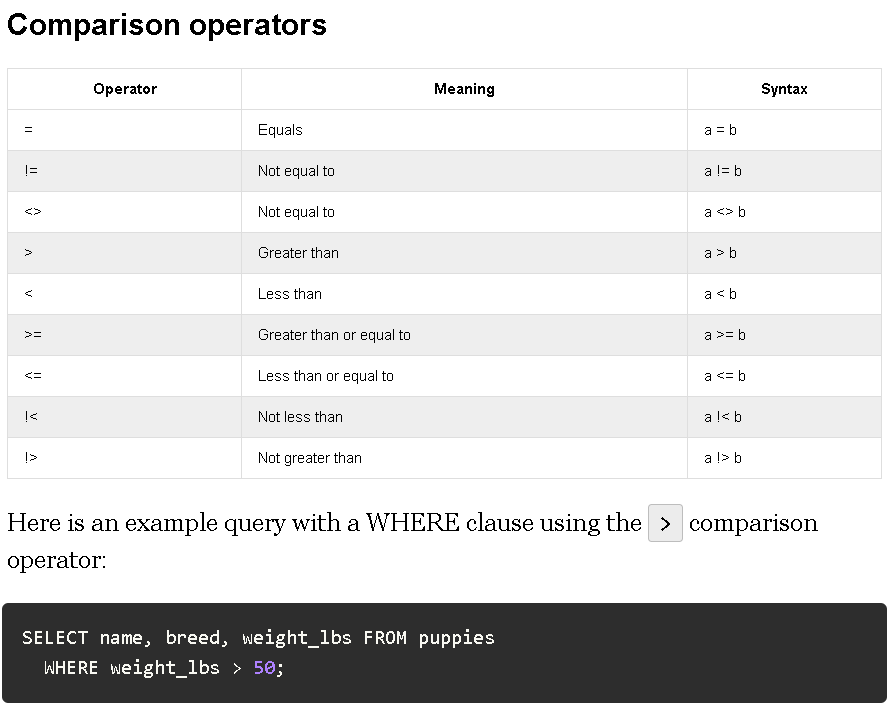 Comparison operators
Operator Meaning Syntax
= Equals a = b
!= Not equal to a != b
<> Not equal to a <> b
> Greater than a > b
< Less than a < b
>= Greater than or equal to a >= b
<= Less than or equal to a <= b
!< Not less than a !< b
!> Not greater than a !> b
Here is an example query with a WHERE clause using the > comparison
operator:
SELECT name, breed, weight_lbs FROM puppies
  WHERE weight_lbs > 50;